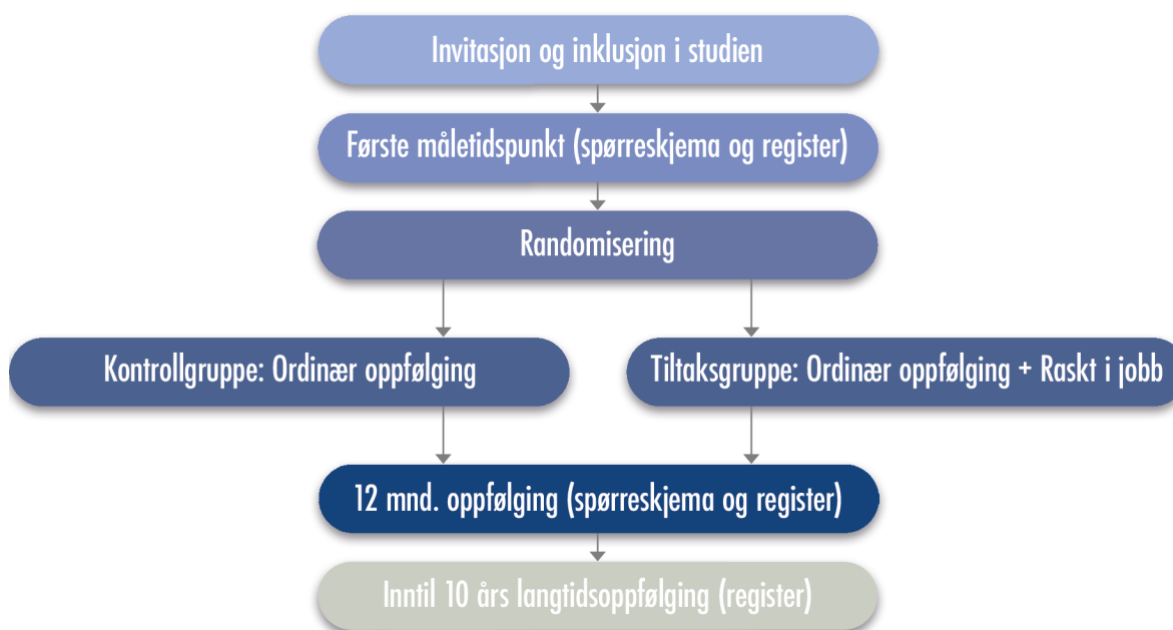 Invitasjon og inklusjon i studien
Første måletidspunkt (spørreskjema og register)
Randomisering
Kontrollgruppe: Ordinær oppfølging
Tiltaksgruppe: Ordinær oppfølging + Raskt i jobb
12 mnd. oppfølging (spørreskjema og register)
Inntil 10 års langtidsoppfølging (register)